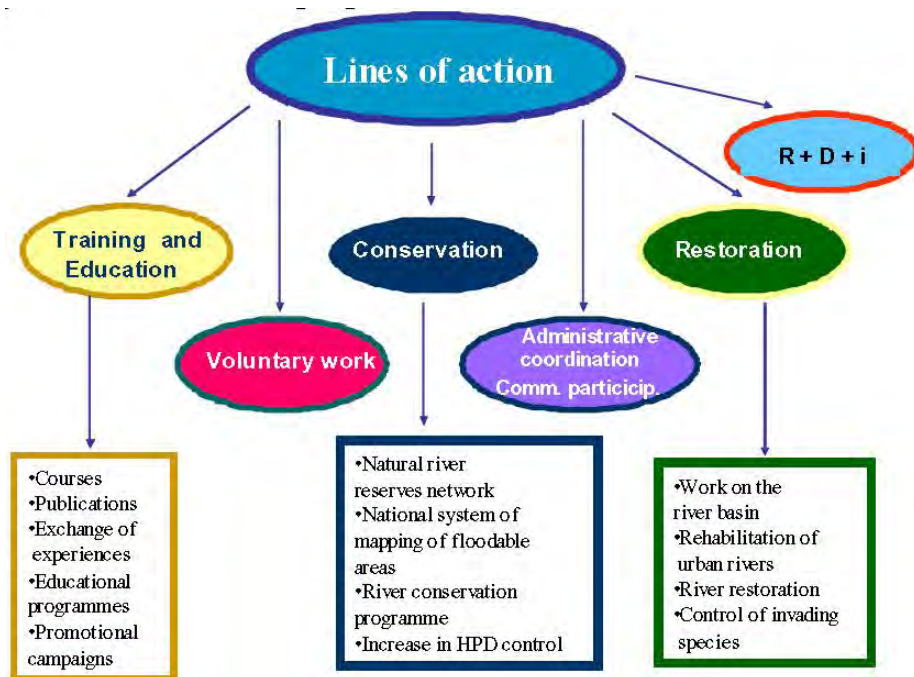 Lines of action
R + D + i
Training and
Education
Conservation
Restoration
Voluntary work
Administrative
coordination
Comm. particicip.
•Courses
•Publications
•Exchange of
experiences
•Educational
programmes
•Promotional
campaigns
•Natural river
reserves network
•National system of
mapping of floodable
areas
•River conservation
programme
•Increase in HPD control
•Work on the
river basin
•Rehabilitation of
urban rivers
•River restoration
•Control of invading
species